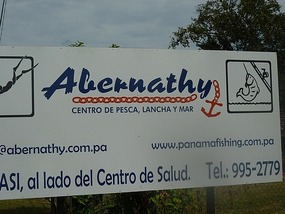 Abernathy
CENTRO DE PESCA, LANCHA Y MAR
@abernathy.com.pa
www.panamafishing.com.pa
ASI, al lado del Centro de Salud. Tel.: 995-2779